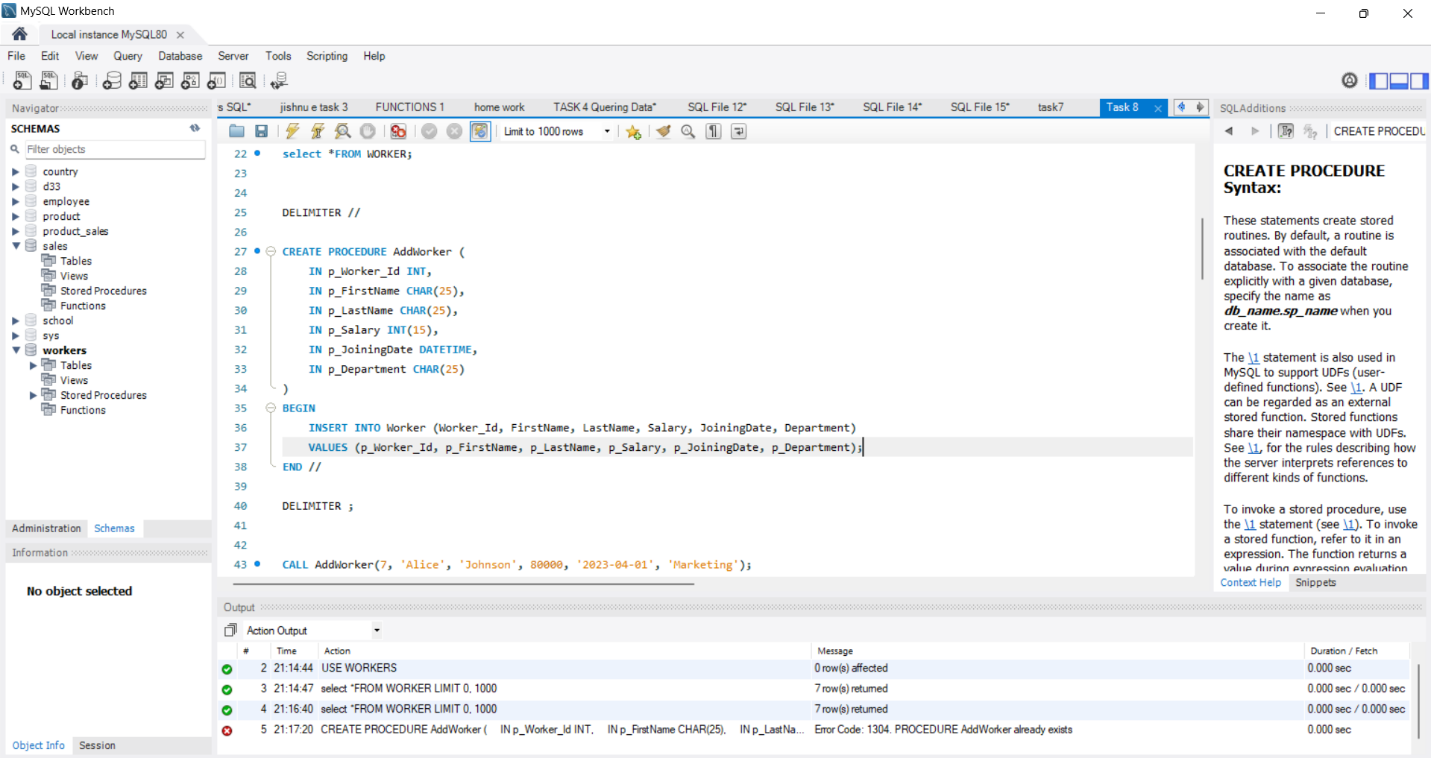 MySQL Workbench
Local instance MySQL80
File Edit View Query Database Server Tools Scripting Help
Navigator
SCHEMAS
Filter objects
country
d33
employee
product
product_sales
sales
Tables
Views
Stored Procedures
Functions
school
sys
workers
Tables
Views
Stored Procedures
Functions
Administration Schemas
Information
No object selected
Object Info Session
s SQL* jishnu e task 3 FUNCTIONS 1 home work TASK 4 Quering Data* SQL File 12* SQL File 13* SQL File 14* SQL File 15* task7 Task 8
Limit to 1000 rows
22 select *FROM WORKER;
23
24
25 DELIMITER //
26
27 CREATE PROCEDURE AddWorker (
28 IN p_Worker_Id INT,
29 IN p_FirstName CHAR(25),
30 IN p_LastName CHAR(25),
31 IN p_Salary INT(15),
32 IN p_JoiningDate DATETIME,
33 IN p_Department CHAR(25)
34 )
35 BEGIN
36 INSERT INTO Worker (Worker_Id, FirstName, LastName, Salary, JoiningDate, Department)
37 VALUES (p_Worker_Id, p_FirstName, p_LastName, p_Salary, p_JoiningDate, p_Department);
38 END //
39
40 DELIMITER ;
41
42
43 CALL AddWorker(7, 'Alice', 'Johnson', 80000, '2023-04-01', 'Marketing');
SQLAdditions
CREATE PROCEDU
CREATE PROCEDURE
Syntax:
These statements create stored
routines. By default, a routine is
associated with the default
database. To associate the routine
explicitly with a given database,
specify the name as
db_name.sp_name when you
create it.
The \1 statement is also used in
MySQL to support UDFs (user-
defined functions). See \1. A UDF
can be regarded as an external
stored function. Stored functions
share their namespace with UDFs.
See \1, for the rules describing how
the server interprets references to
different kinds of functions.
To invoke a stored procedure, use
the \1 statement (see \1). To invoke
a stored function, refer to it in an
expression. The function returns a
value during expression evaluation
Context Help Snippets
Output
Action Output
# Time Action Message Duration / Fetch
2 21:14:44 USE WORKERS 0 row(s) affected 0.000 sec
3 21:14:47 select *FROM WORKER LIMIT 0, 1000 7 row(s) returned 0.000 sec / 0.000 sec
4 21:16:40 select *FROM WORKER LIMIT 0, 1000 7 row(s) returned 0.000 sec / 0.000 sec
5 21:17:20 CREATE PROCEDURE AddWorker ( IN p_Worker_Id INT, IN p_FirstName CHAR(25), IN p_LastNa... Error Code: 1304. PROCEDURE AddWorker already exists 0.000 sec